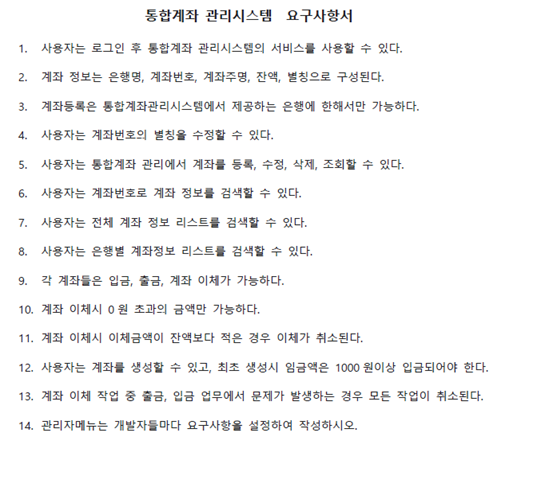 통합계좌 관리시스템 요구사항서
1. 사용자는 로그인 후 통합계좌 관리시스템의 서비스를 사용할 수 있다.
2. 계좌 정보는 은행명, 계좌번호, 계좌주명, 잔액, 별칭으로 구성된다.
3. 계좌등록은 통합계좌관리시스템에서 제공하는 은행에 한해서만 가능하다.
4. 사용자는 계좌번호의 별칭을 수정할 수 있다.
5. 사용자는 통합계좌 관리에서 계좌를 등록, 수정, 삭제, 조회할 수 있다.
6. 사용자는 계좌번호로 계좌 정보를 검색할 수 있다.
7. 사용자는 전체 계좌 정보 리스트를 검색할 수 있다.
8. 사용자는 은행별 계좌정보 리스트를 검색할 수 있다.
9. 각 계좌들은 입금, 출금, 계좌 이체가 가능하다.
10. 계좌 이체시 0원 초과의 금액만 가능하다.
11. 계좌 이체시 이체금액이 잔액보다 적은 경우 이체가 취소된다.
12. 사용자는 계좌를 생성할 수 있고, 최초 생성시 임금액은 1000원이상 입금되어야 한다.
13. 계좌 이체 작업 중 출금, 입금 업무에서 문제가 발생하는 경우 모든 작업이 취소된다.
14. 관리자메뉴는 개발자들마다 요구사항을 설정하여 작성하시오.